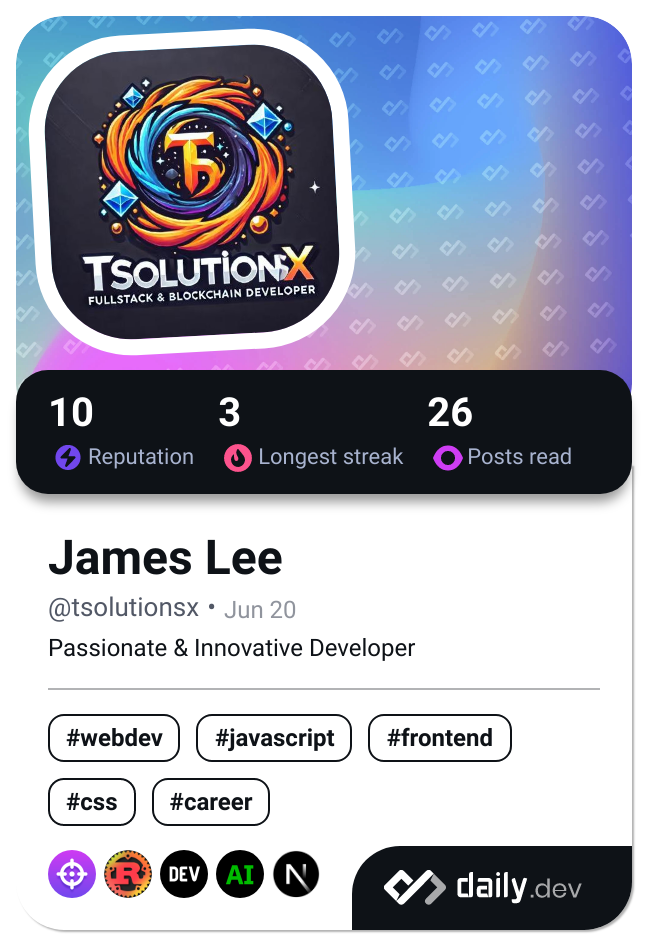 TSOLUTIONSX
FULLSTACK & BLOCKCHAIN DEVELOPER
10 3 26
Reputation Longest streak Posts read
James Lee
@tsolutionsx • Jun 20
Passionate & Innovative Developer
#webdev #javascript #frontend
#css #career
R DEV AI N
daily.dev